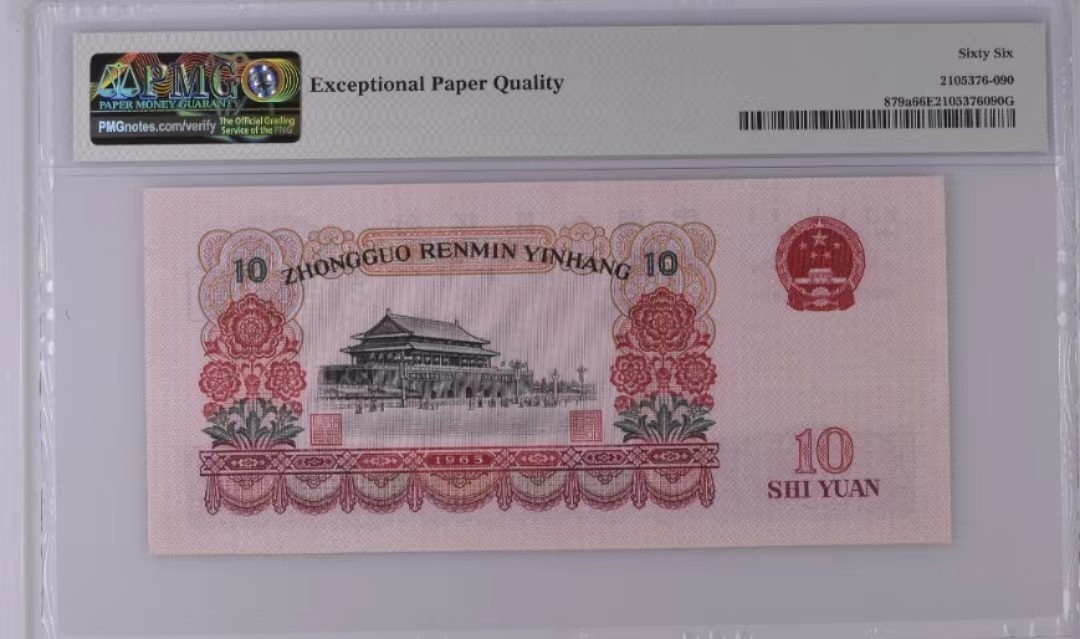 PMG
PAPER MONEY GUARANTY
PMGnotes.com/verify
The Official Grading
Service of the PNG
Exceptional Paper Quality
Sixty Six
2105376-090
879a66E2105376090G
10 ZHONGGUO RENMIN YINHANG 10
1965
10
SHI YUAN